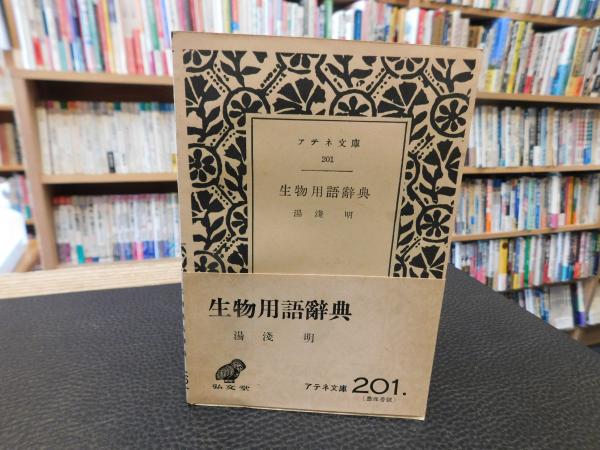 アテネ文庫
201
生物用語辭典
湯淺 明
生物用語辭典
湯淺 明
弘文堂
アテネ文庫 201.